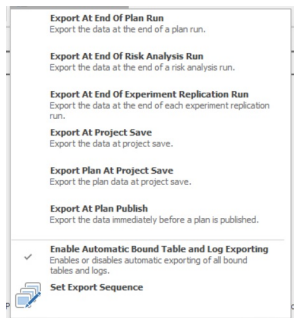 Export At End Of Plan Run
Export the data at the end of a plan run.
Export At End Of Risk Analysis Run
Export the data at the end of a risk analysis run.
Export At End Of Experiment Replication Run
Export the data at the end of each experiment replication
run.
Export At Project Save
Export the data at project save.
Export Plan At Project Save
Export the plan data at project save.
Export At Plan Publish
Export the data immediately before a plan is published.
Enable Automatic Bound Table and Log Exporting
Enables or disables automatic exporting of all bound
tables and logs.
Set Export Sequence